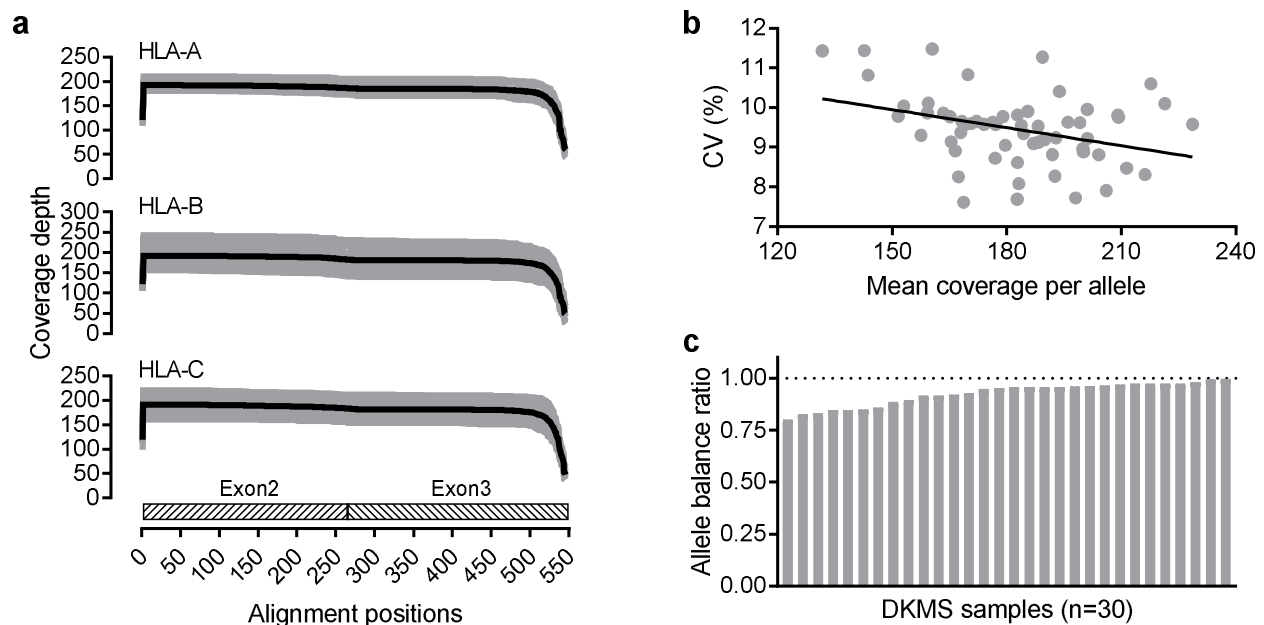 a
HLA-A
250
200
150
100
50
0
HLA-B
300
250
200
150
100
50
0
HLA-C
250
200
150
100
50
0
Coverage depth
Exon2 Exon3
0 50 100 150 200 250 300 350 400 450 500 550
Alignment positions
b
12
11
10
9
8
7
CV (%)
120 150 180 210 240
Mean coverage per allele
c
1.00
0.75
0.50
0.25
0.00
Allele balance ratio
DKMS samples (n=30)